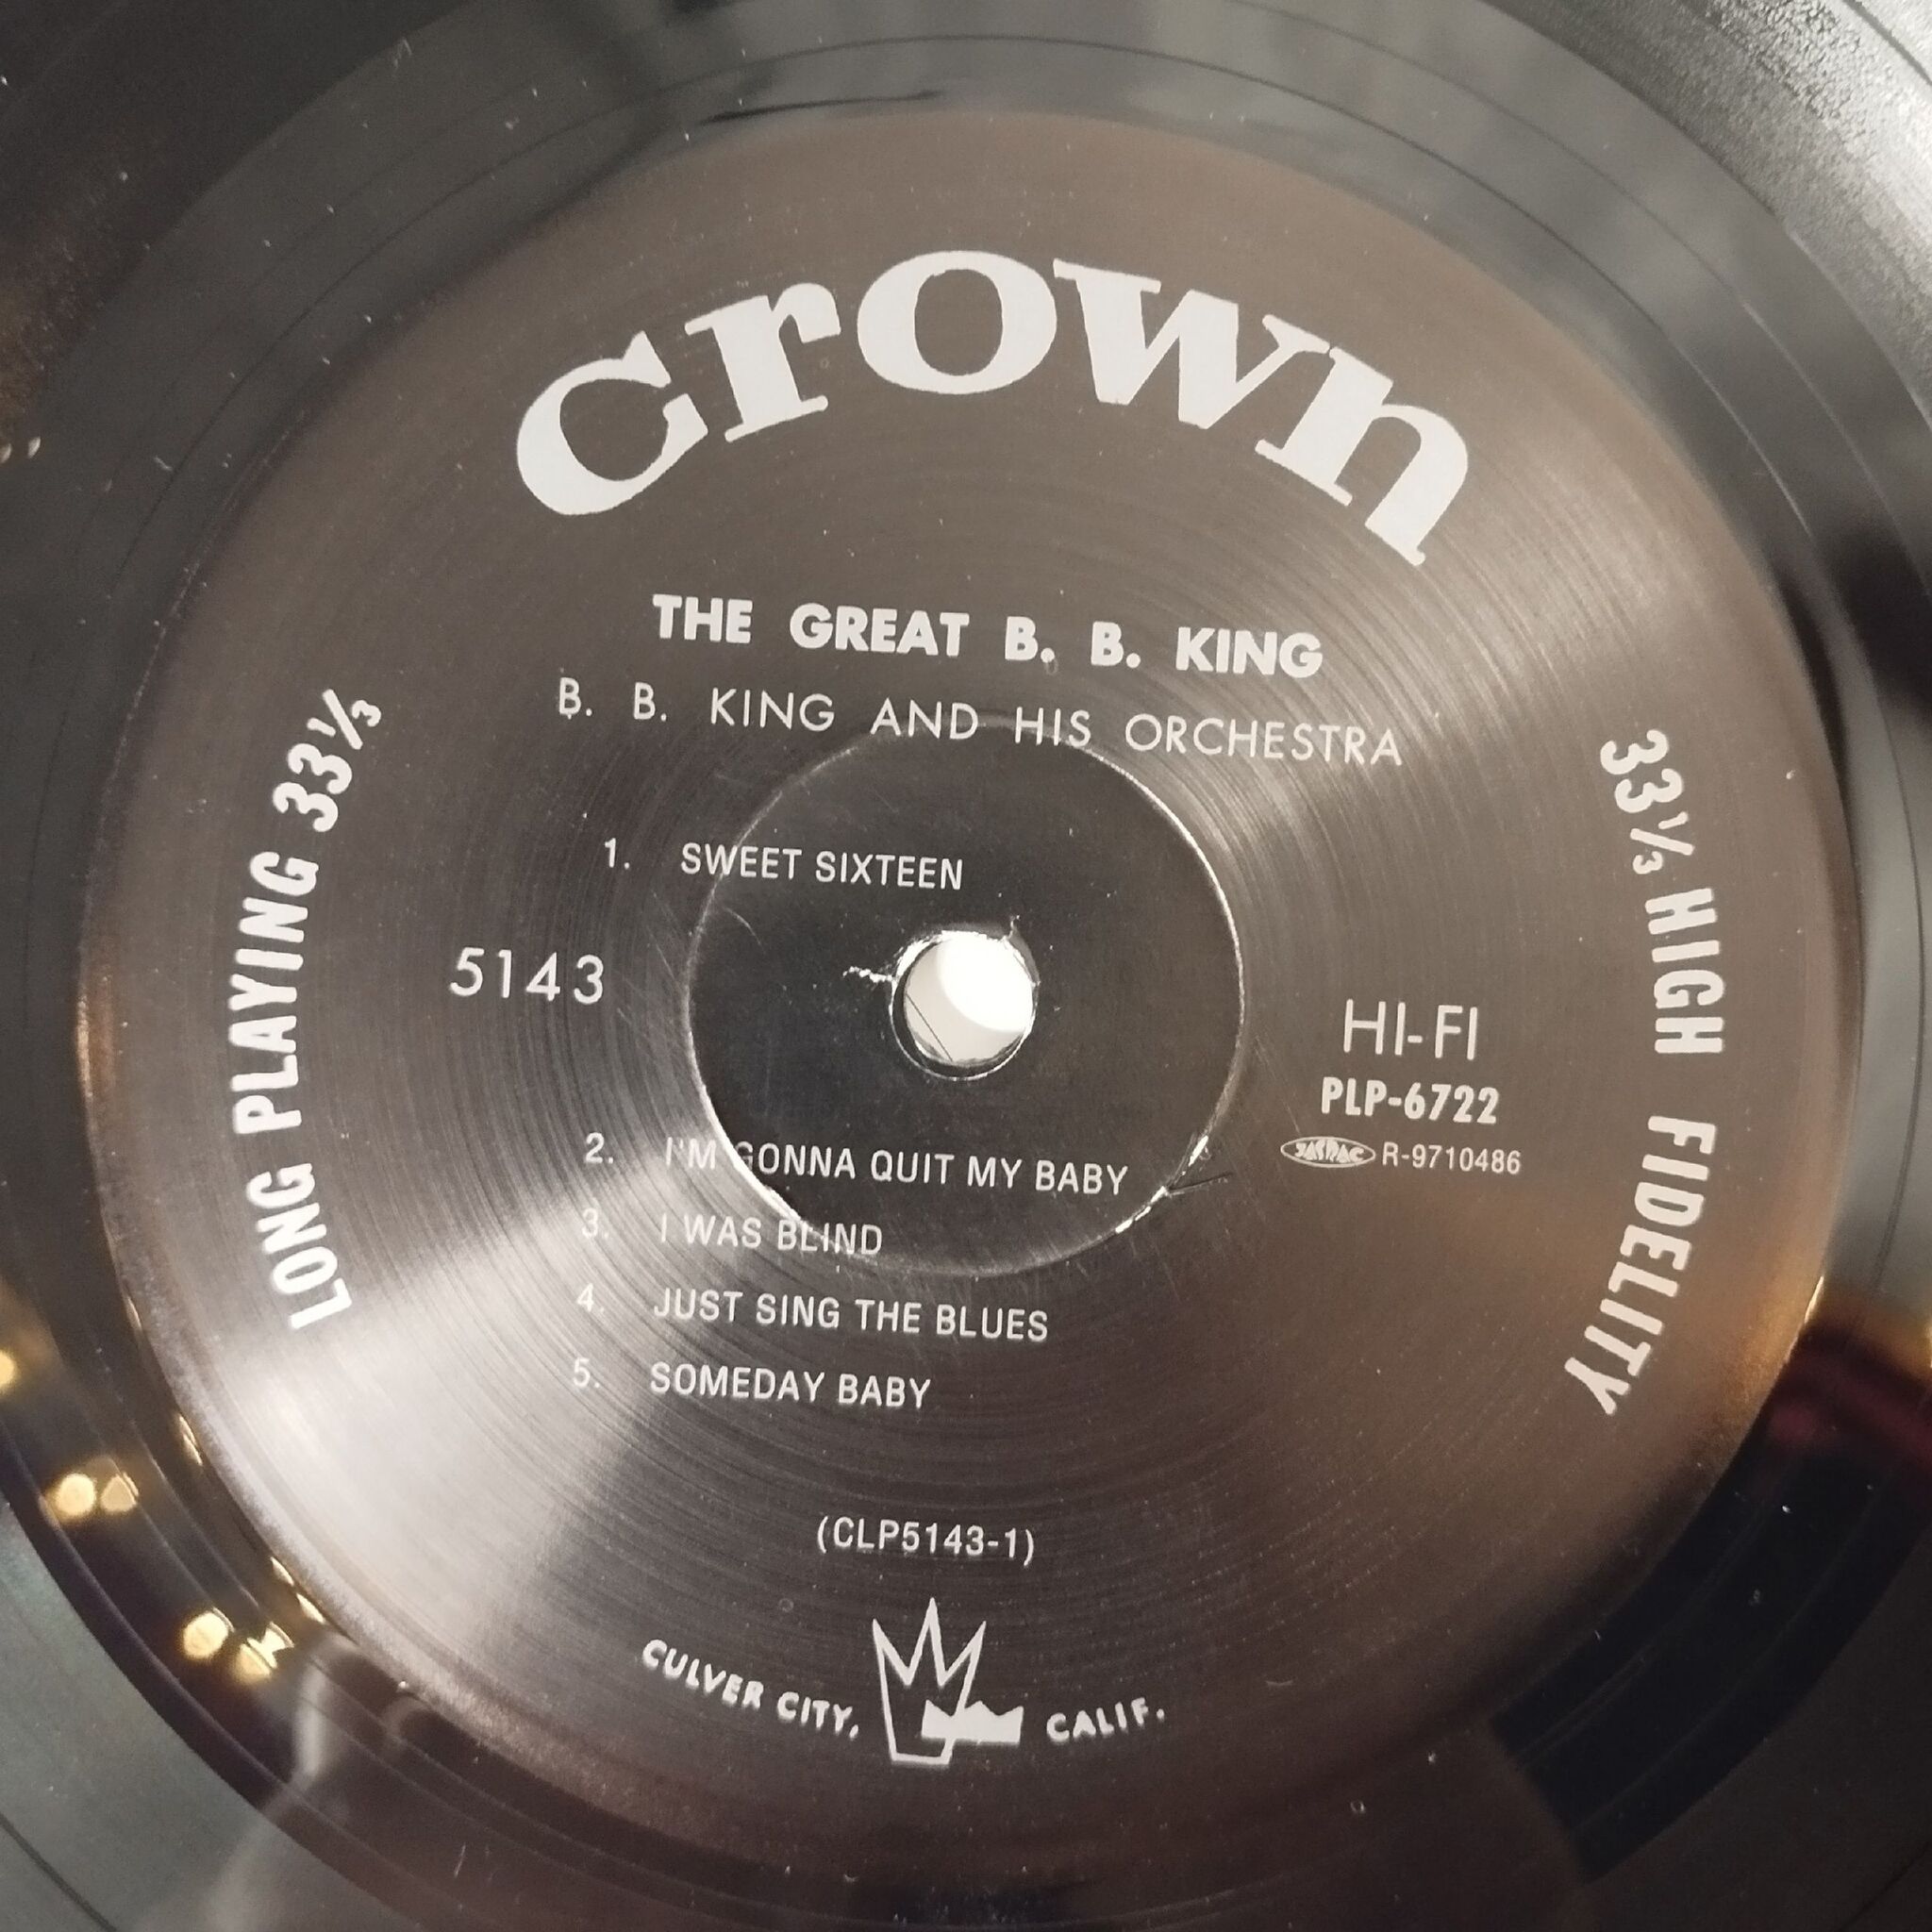 crown
THE GREAT B. B. KING
B. B. KING AND HIS ORCHESTRA
LONG PLAYING 33⅓
33⅓ HIGH FIDELITY
1. SWEET SIXTEEN
5143
HI-FI
PLP-6722
JASRAC R-9710486
2. I'M GONNA QUIT MY BABY
3. I WAS BLIND
4. JUST SING THE BLUES
5. SOMEDAY BABY
(CLP5143-1)
CULVER CITY, CALIF.